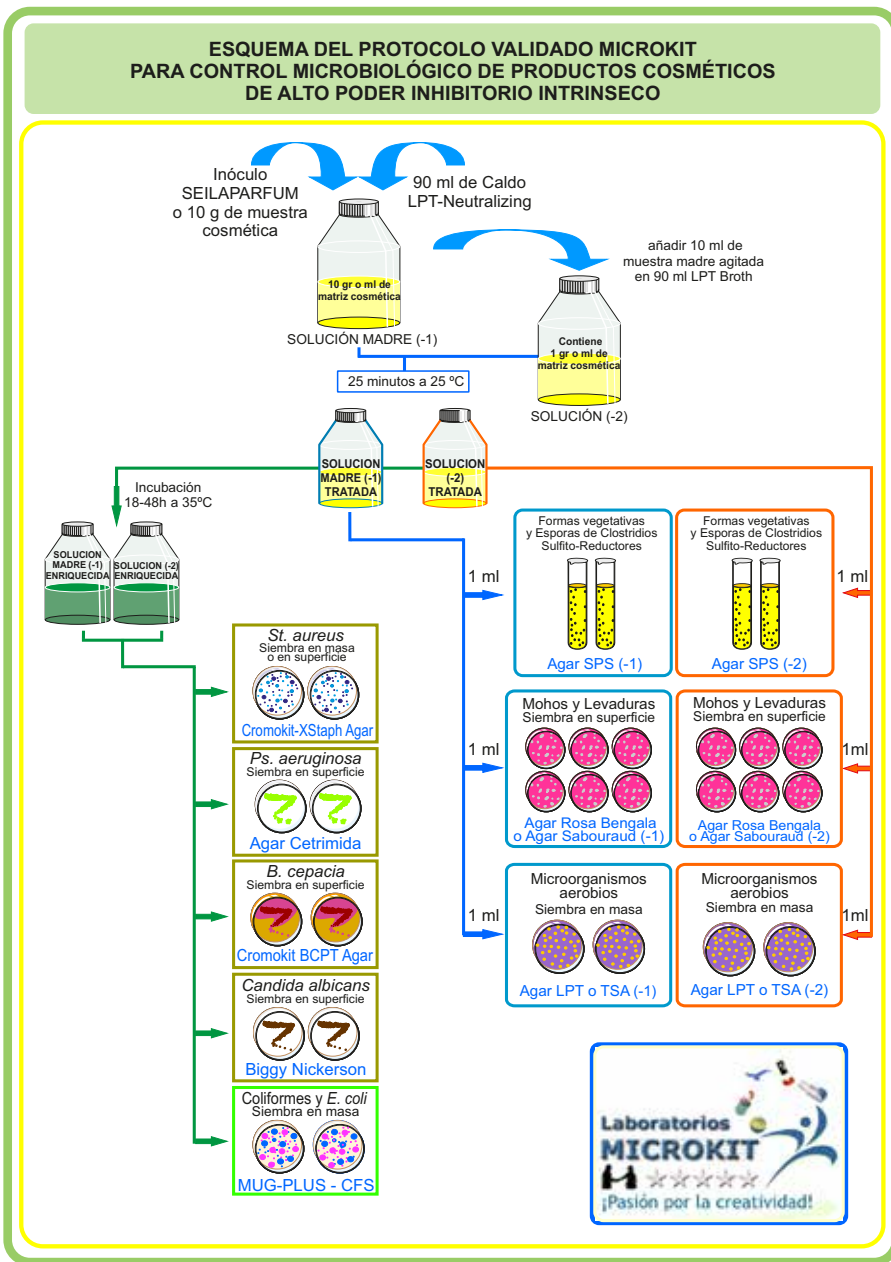 ESQUEMA DEL PROTOCOLO VALIDADO MICROKIT
PARA CONTROL MICROBIOLÓGICO DE PRODUCTOS COSMÉTICOS
DE ALTO PODER INHIBITORIO INTRINSECO
Inóculo
SEILAPARFUM
o 10 g de muestra
cosmética
90 ml de Caldo
LPT-Neutralizing
añadir 10 ml de
muestra madre agitada
en 90 ml LPT Broth
10 gr o ml de
matriz cosmética
SOLUCIÓN MADRE (-1)
Contiene
1 gr o ml de
matriz cosmética
SOLUCIÓN (-2)
25 minutos a 25 ºC
SOLUCION
MADRE (-1)
TRATADA
SOLUCION
(-2)
TRATADA
Incubación
18-48h a 35ºC
SOLUCION
MADRE (-1)
ENRIQUECIDA
SOLUCION (-2)
ENRIQUECIDA
St. aureus
Siembra en masa
o en superficie
Cromokit-XStaph Agar
Ps. aeruginosa
Siembra en superficie
Agar Cetrimida
B. cepacia
Siembra en superficie
Cromokit BCPT Agar
Candida albicans
Siembra en superficie
Biggy Nickerson
Coliformes y E. coli
Siembra en masa
MUG-PLUS - CFS
1 ml
Formas vegetativas
y Esporas de Clostridios
Sulfito-Reductores
Agar SPS (-1)
Formas vegetativas
y Esporas de Clostridios
Sulfito-Reductores
Agar SPS (-2)
1 ml
1 ml
Mohos y Levaduras
Siembra en superficie
Agar Rosa Bengala
o Agar Sabouraud (-1)
Mohos y Levaduras
Siembra en superficie
Agar Rosa Bengala
o Agar Sabouraud (-2)
1ml
1 ml
Microorganismos
aerobios
Siembra en masa
Agar LPT o TSA (-1)
Microorganismos
aerobios
Siembra en masa
Agar LPT o TSA (-2)
1ml
Laboratorios
MICROKIT
¡Pasión por la creatividad!